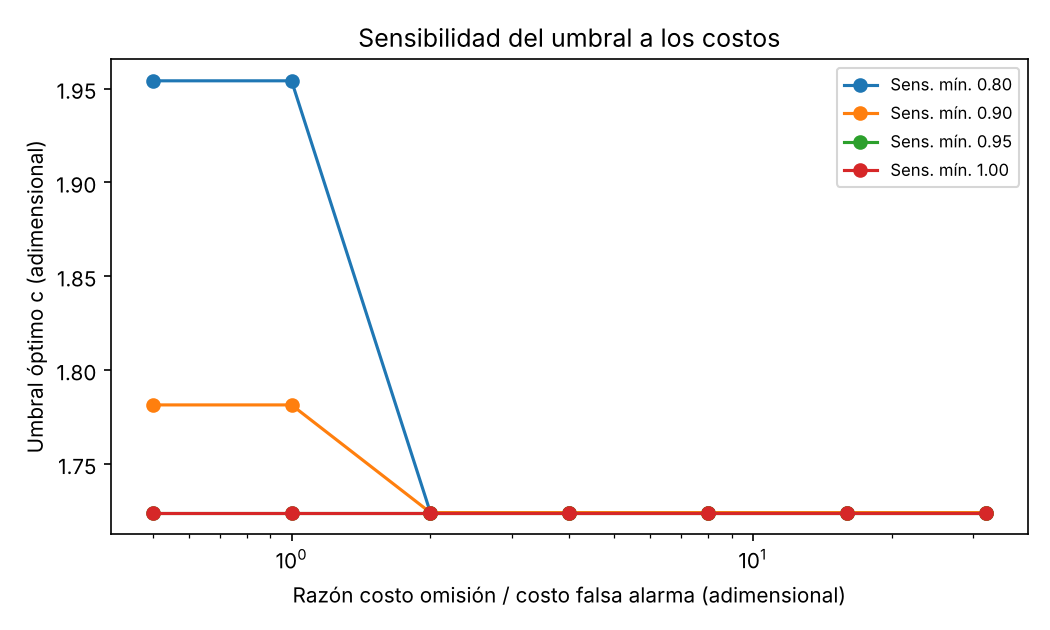 Sensibilidad del umbral a los costos
Umbral óptimo c (adimensional)
1.95
1.90
1.85
1.80
1.75
Sens. mín. 0.80
Sens. mín. 0.90
Sens. mín. 0.95
Sens. mín. 1.00
10⁰
10¹
Razón costo omisión / costo falsa alarma (adimensional)